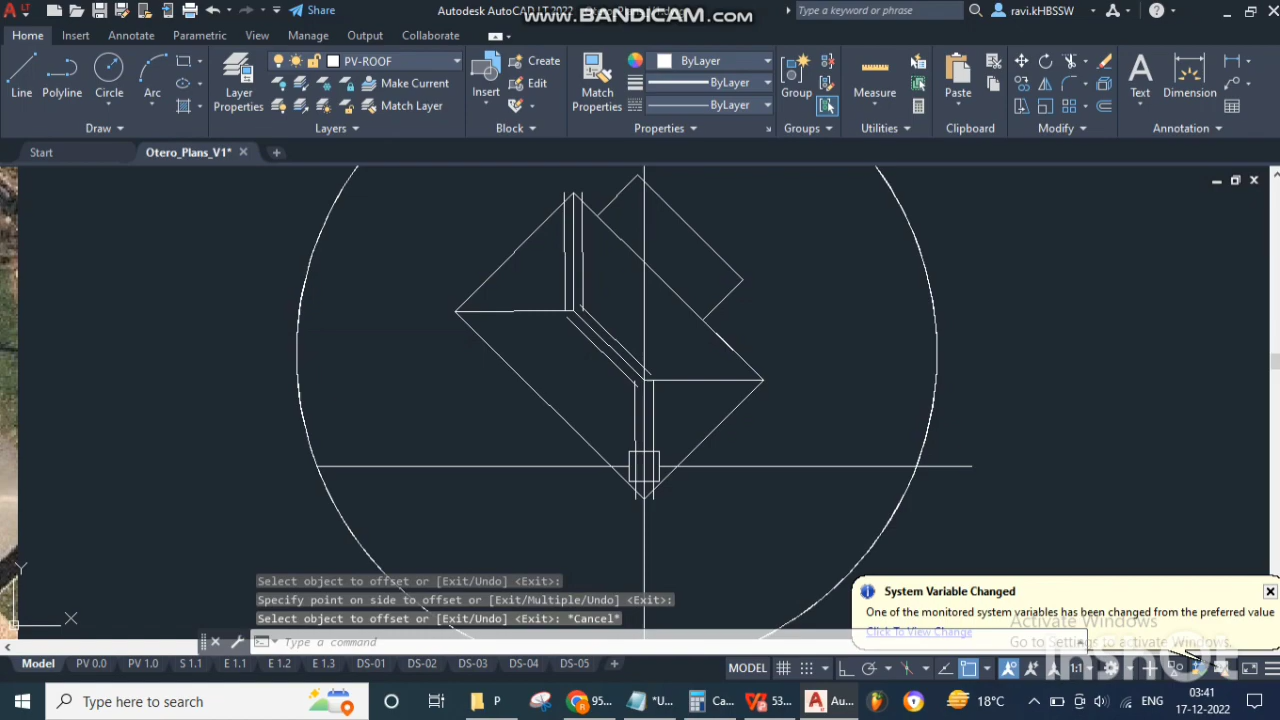 Share
Autodesk AutoCAD LT 2022
WWW.BANDICAM.COM
Type a keyword or phrase
ravi.kHBSSW
Home Insert Annotate Parametric View Manage Output Collaborate
Line
Polyline
Circle
Arc
Draw
Layer
Properties
PV-ROOF
Make Current
Match Layer
Layers
Insert
Create
Edit
Block
Match
Properties
ByLayer
ByLayer
ByLayer
Properties
Group
Groups
Measure
Utilities
Paste
Clipboard
Modify
Text
Dimension
Annotation
Start
Otero_Plans_V1*
Y
Select object to offset or [Exit/Undo] <Exit>:
Specify point on side to offset or [Exit/Multiple/Undo] <Exit>:
Select object to offset or [Exit/Undo] <Exit>: *Cancel*
Type a command
System Variable Changed
One of the monitored system variables has been changed from the preferred value
Click To View Change
Activate Windows
Go to Settings to activate Windows.
Model PV 0.0 PV 1.0 S 1.1 E 1.1 E 1.2 E 1.3 DS-01 DS-02 DS-03 DS-04 DS-05
MODEL
1:1
InShot
Type here to search
P
95...
*U...
Ca...
53...
Au...
18°C
ENG
03:41
17-12-2022